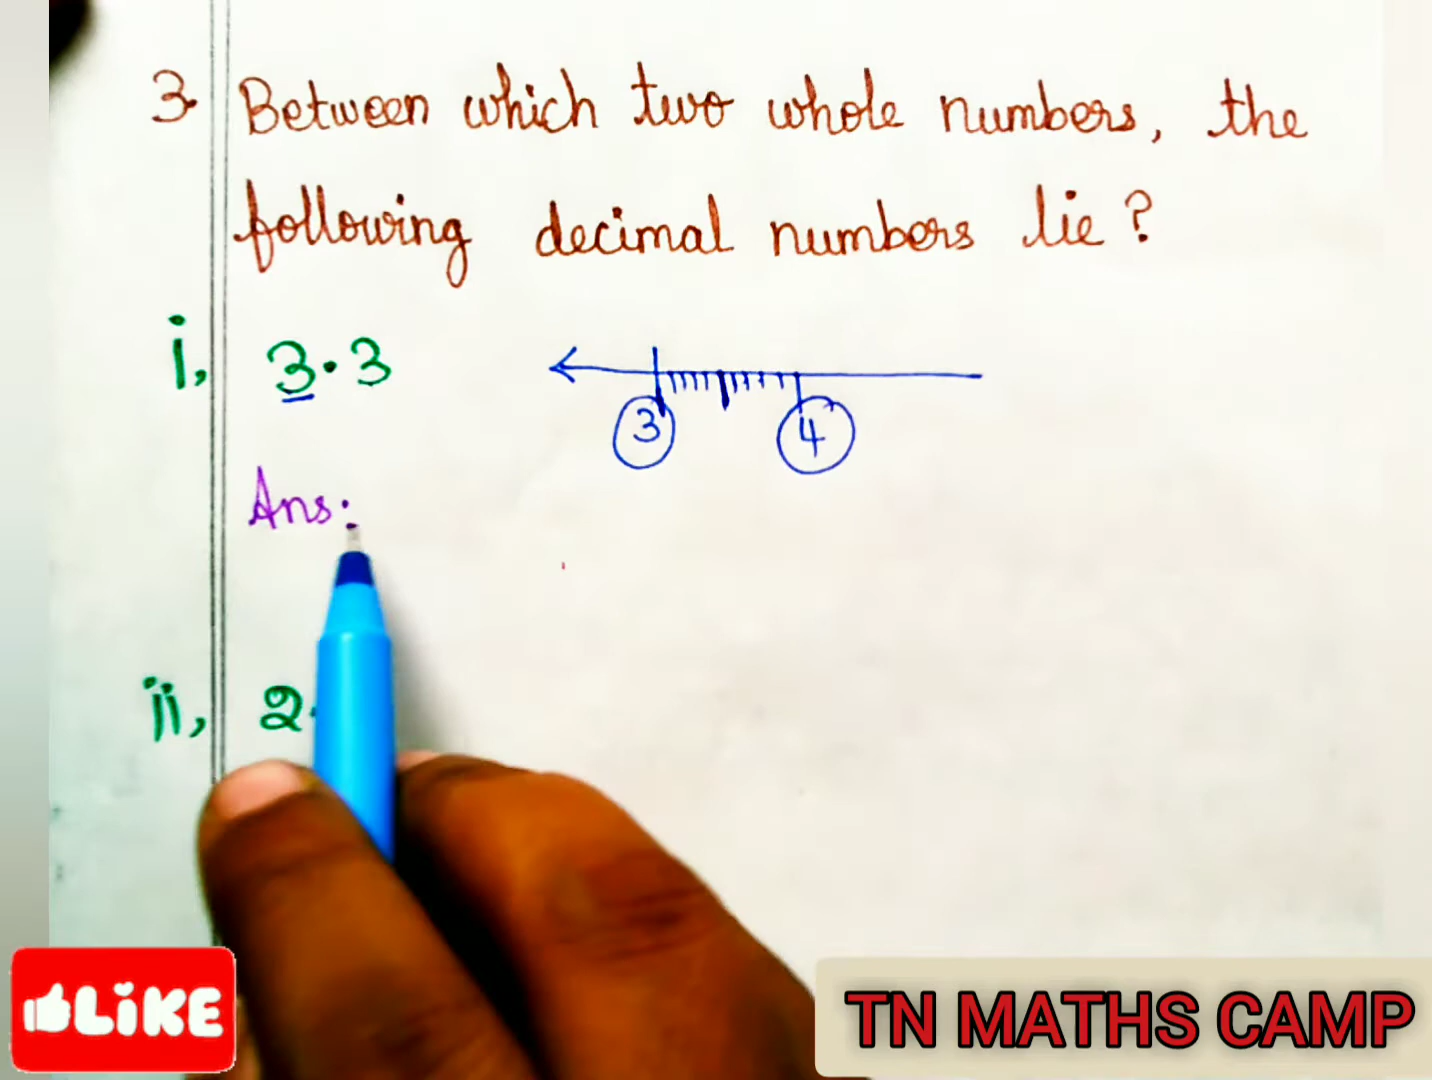 3. Between which two whole numbers, the
following decimal numbers lie?
i, 3.3
3 4
Ans:
ii, 2.
LiKE
TN MATHS CAMP